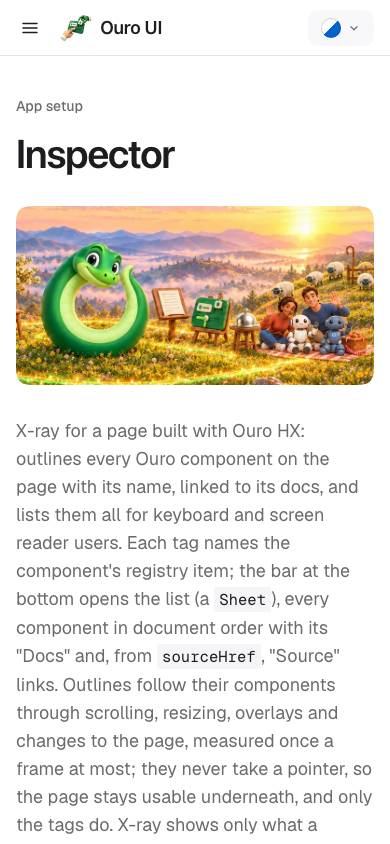 Ouro UI
App setup
Inspector
X-ray for a page built with Ouro HX:
outlines every Ouro component on the
page with its name, linked to its docs, and
lists them all for keyboard and screen
reader users. Each tag names the
component's registry item; the bar at the
bottom opens the list (a Sheet), every
component in document order with its
"Docs" and, from sourceHref, "Source"
links. Outlines follow their components
through scrolling, resizing, overlays and
changes to the page, measured once a
frame at most; they never take a pointer, so
the page stays usable underneath, and only
the tags do. X-ray shows only what a